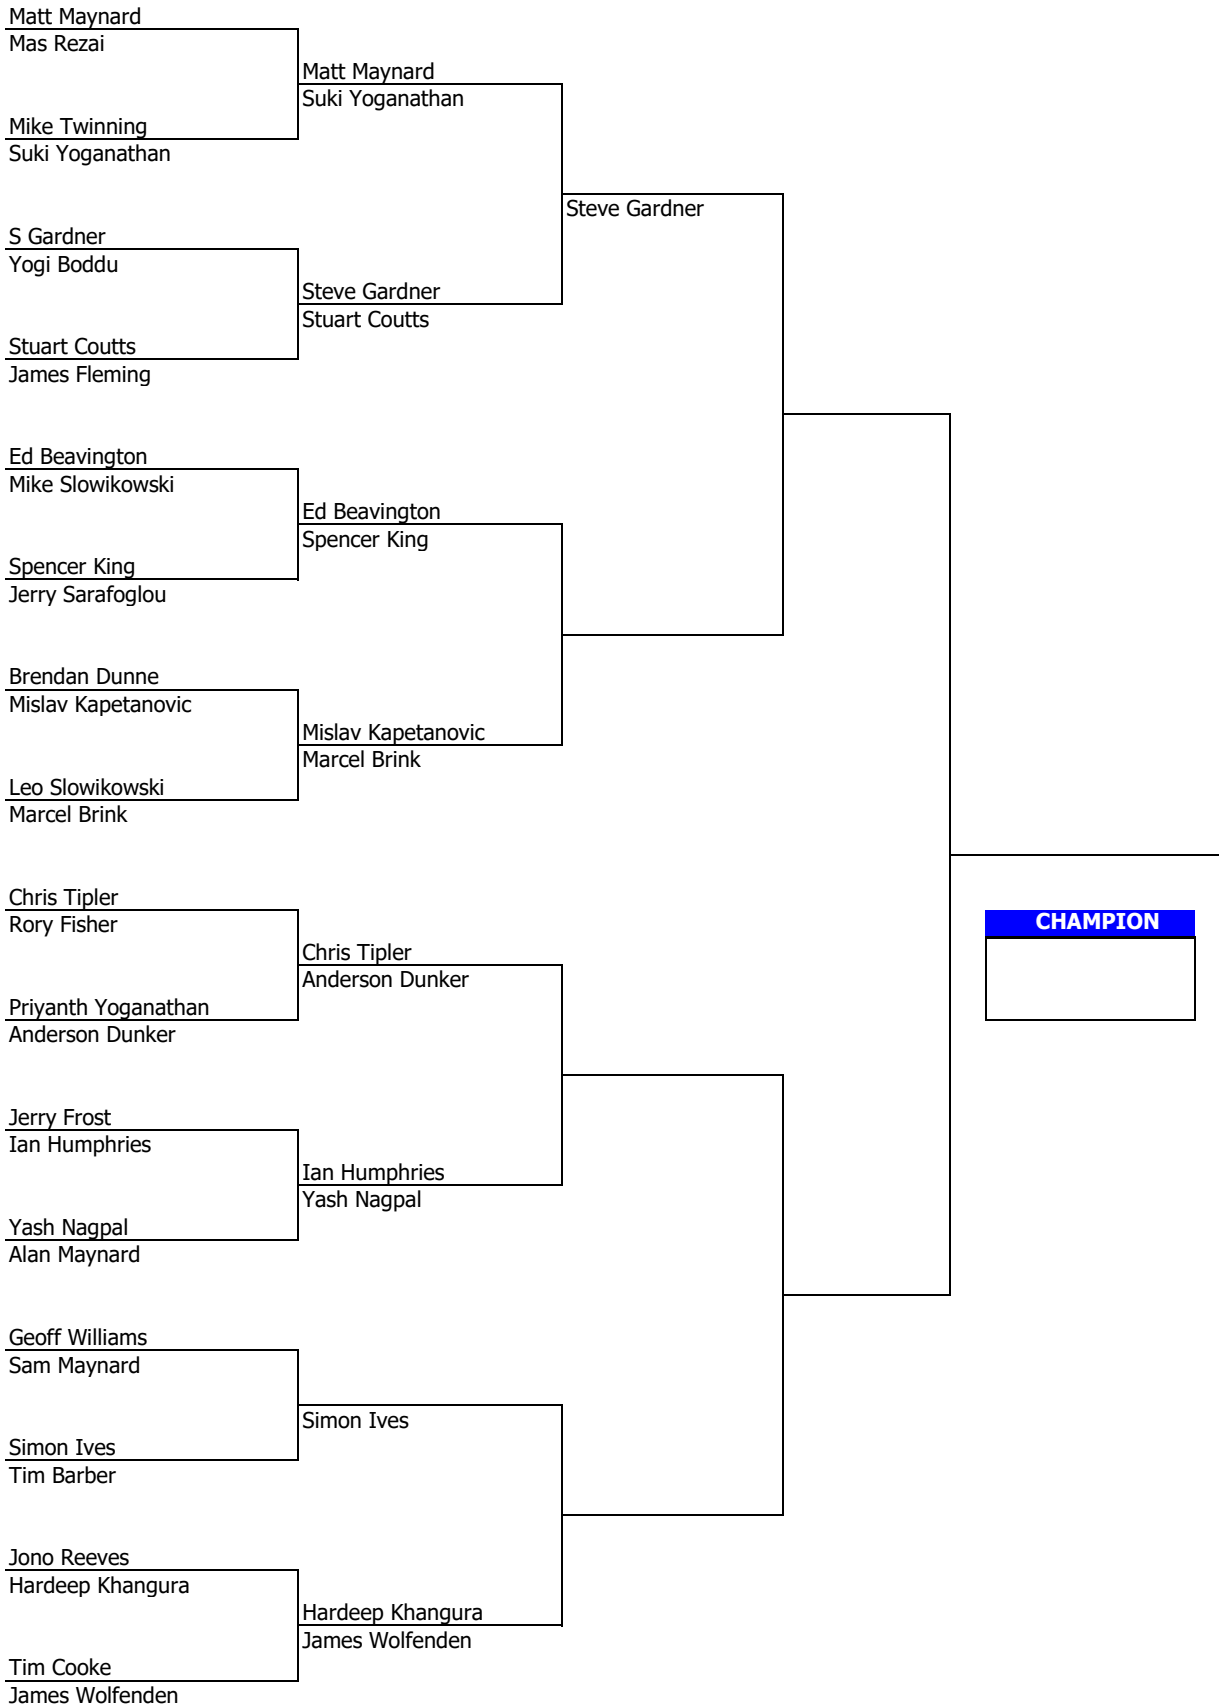 Matt Maynard
Mas Rezai
Mike Twinning
Suki Yoganathan
S Gardner
Yogi Boddu
Stuart Coutts
James Fleming
Ed Beavington
Mike Slowikowski
Spencer King
Jerry Sarafoglou
Brendan Dunne
Mislav Kapetanovic
Leo Slowikowski
Marcel Brink
Chris Tipler
Rory Fisher
Priyanth Yoganathan
Anderson Dunker
Jerry Frost
Ian Humphries
Yash Nagpal
Alan Maynard
Geoff Williams
Sam Maynard
Simon Ives
Tim Barber
Jono Reeves
Hardeep Khangura
Tim Cooke
James Wolfenden
Matt Maynard
Suki Yoganathan
Steve Gardner
Stuart Coutts
Ed Beavington
Spencer King
Mislav Kapetanovic
Marcel Brink
Chris Tipler
Anderson Dunker
Ian Humphries
Yash Nagpal
Simon Ives
Hardeep Khangura
James Wolfenden
Steve Gardner
CHAMPION